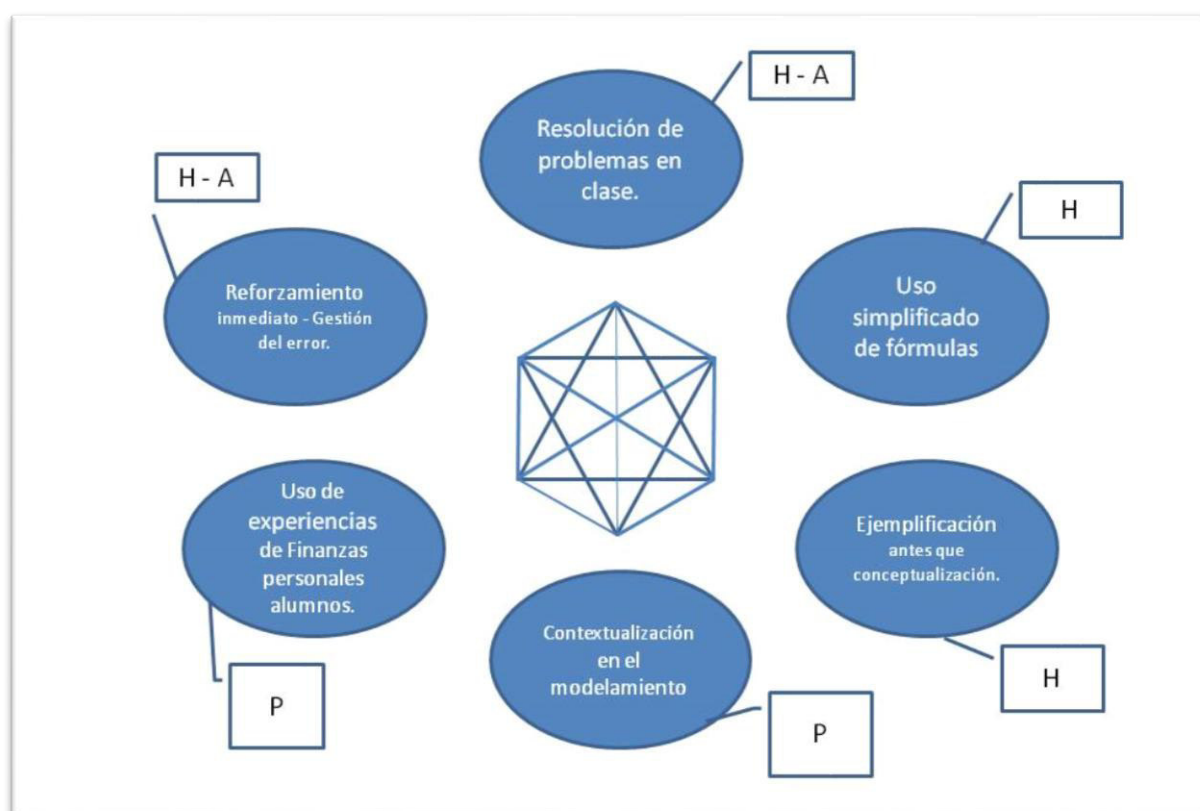 H - A
Resolución de
problemas en
clase.
H - A
Reforzamiento
inmediato - Gestión
del error.
H
Uso
simplificado
de fórmulas
Uso de
experiencias
de Finanzas
personales
alumnos.
P
Contextualización
en el
modelamiento
P
Ejemplificación
antes que
conceptualización.
H